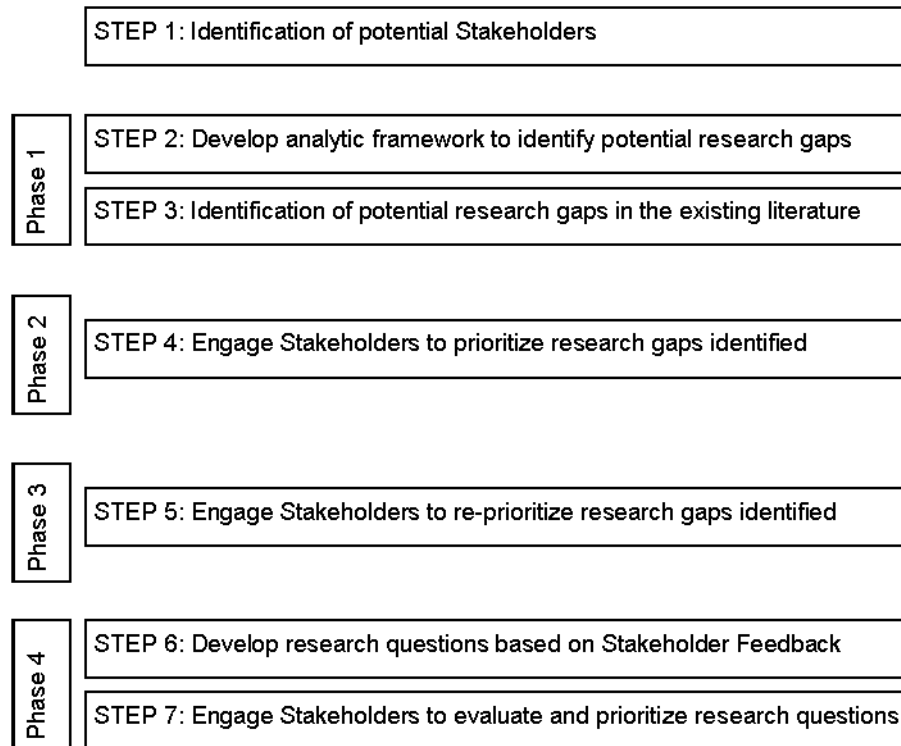 STEP 1: Identification of potential Stakeholders
Phase 1
STEP 2: Develop analytic framework to identify potential research gaps
STEP 3: Identification of potential research gaps in the existing literature
Phase 2
STEP 4: Engage Stakeholders to prioritize research gaps identified
Phase 3
STEP 5: Engage Stakeholders to re-prioritize research gaps identified
Phase 4
STEP 6: Develop research questions based on Stakeholder Feedback
STEP 7: Engage Stakeholders to evaluate and prioritize research questions